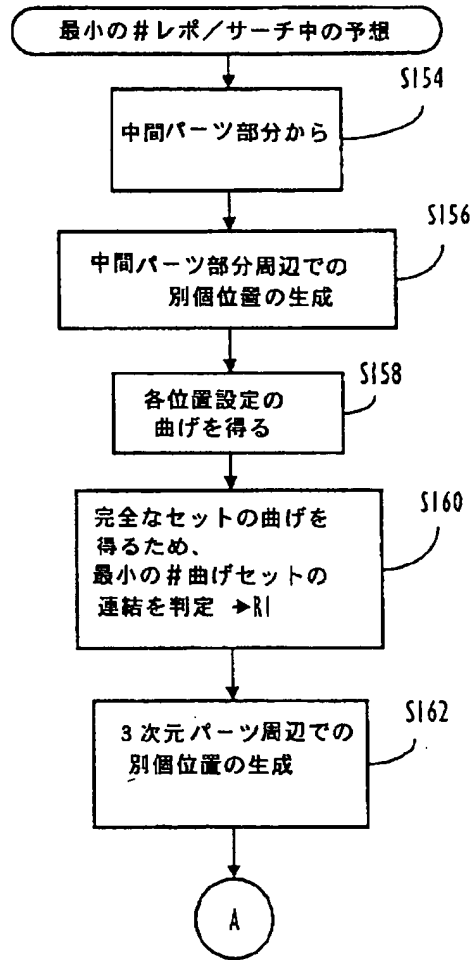 最小の#レポ/サーチ中の予想
S154
中間パーツ部分から
S156
中間パーツ部分周辺での
別個位置の生成
S158
各位置設定の
曲げを得る
S160
完全なセットの曲げを
得るため、
最小の#曲げセットの
連結を判定 →R1
S162
3次元パーツ周辺での
別個位置の生成
A